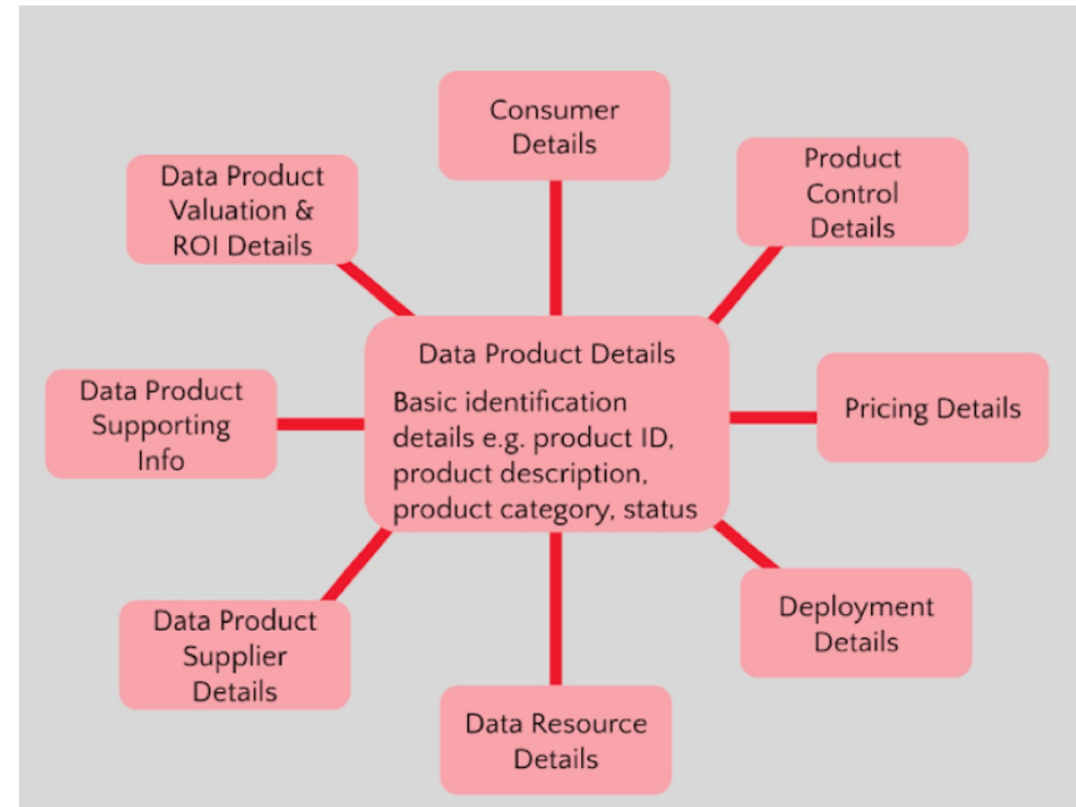 Consumer
Details
Product
Control
Details
Data Product
Valuation &
ROI Details
Data Product Details
Basic identification
details e.g. product ID,
product description,
product category, status
Pricing Details
Data Product
Supporting
Info
Deployment
Details
Data Product
Supplier
Details
Data Resource
Details